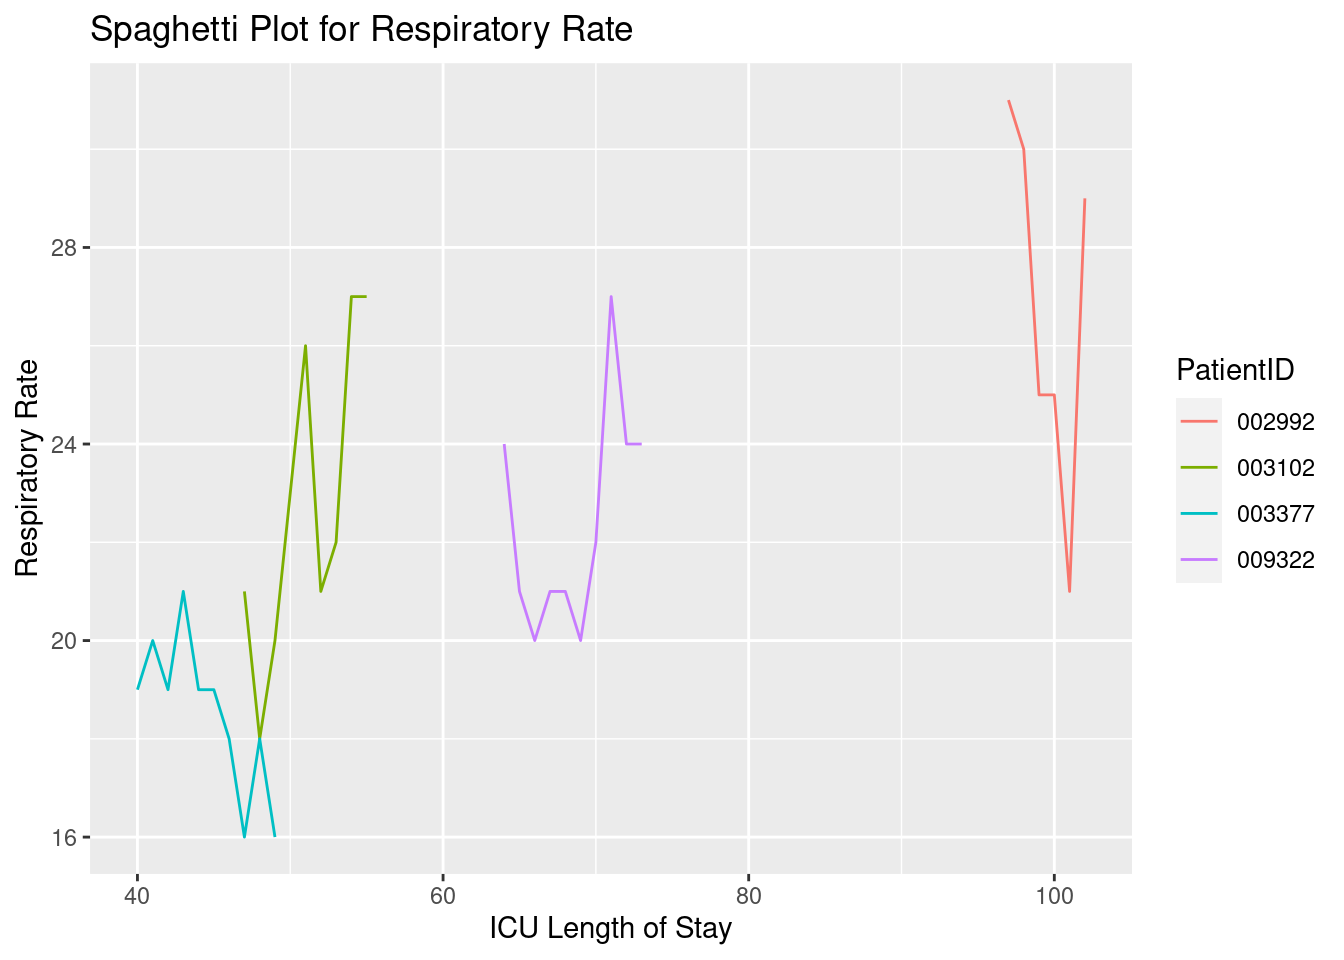 Spaghetti Plot for Respiratory Rate
Respiratory Rate
28
24
20
16
40 60 80 100
ICU Length of Stay
PatientID
002992
003102
003377
009322